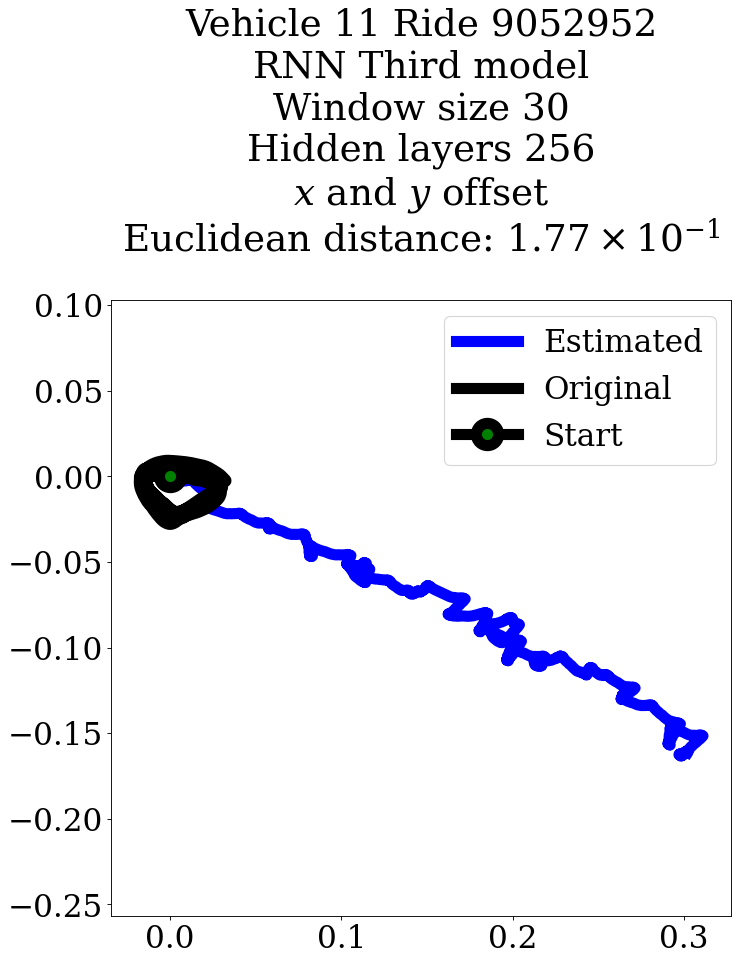 Vehicle 11 Ride 9052952
RNN Third model
Window size 30
Hidden layers 256
x and y offset
Euclidean distance: 1.77 × 10⁻¹
Estimated
Original
Start
0.10
0.05
0.00
−0.05
−0.10
−0.15
−0.20
−0.25
0.0 0.1 0.2 0.3